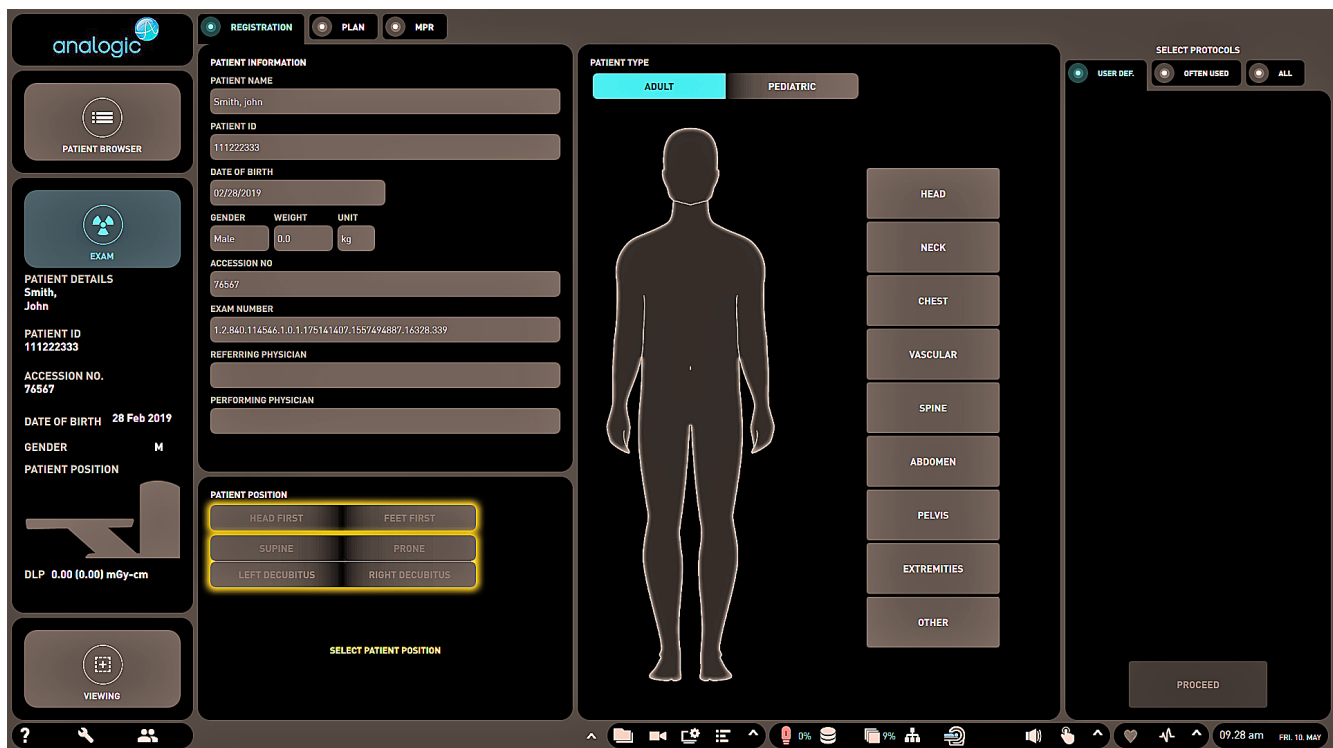 analogic
PATIENT BROWSER
EXAM
PATIENT DETAILS
Smith,
John
PATIENT ID
111222333
ACCESSION NO.
76567
DATE OF BIRTH 28 Feb 2019
GENDER M
PATIENT POSITION
DLP 0.00 (0.00) mGy-cm
VIEWING
REGISTRATION PLAN MPR
PATIENT INFORMATION
PATIENT NAME
Smith, john
PATIENT ID
111222333
DATE OF BIRTH
02/28/2019
GENDER WEIGHT UNIT
Male 0.0 kg
ACCESSION NO
76567
EXAM NUMBER
1.2.840.114546.1.0.1.175141407.1557494887.16328.339
REFERRING PHYSICIAN
PERFORMING PHYSICIAN
PATIENT POSITION
HEAD FIRST FEET FIRST
SUPINE PRONE
LEFT DECUBITUS RIGHT DECUBITUS
SELECT PATIENT POSITION
PATIENT TYPE
ADULT PEDIATRIC
HEAD
NECK
CHEST
VASCULAR
SPINE
ABDOMEN
PELVIS
EXTREMITIES
OTHER
SELECT PROTOCOLS
USER DEF. OFTEN USED ALL
PROCEED
? 0% 9% 09.28 am FRI. 10. MAY